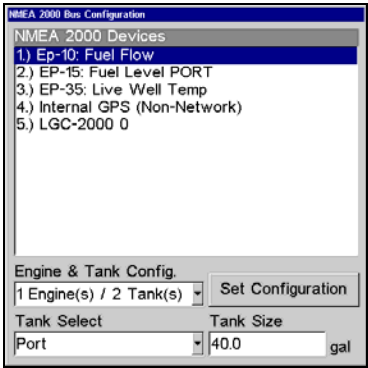 NMEA 2000 Bus Configuration
NMEA 2000 Devices
1.) Ep-10: Fuel Flow
2.) EP-15: Fuel Level PORT
3.) EP-35: Live Well Temp
4.) Internal GPS (Non-Network)
5.) LGC-2000 0
Engine & Tank Config.
1 Engine(s) / 2 Tank(s)
Set Configuration
Tank Select
Tank Size
Port
40.0
gal